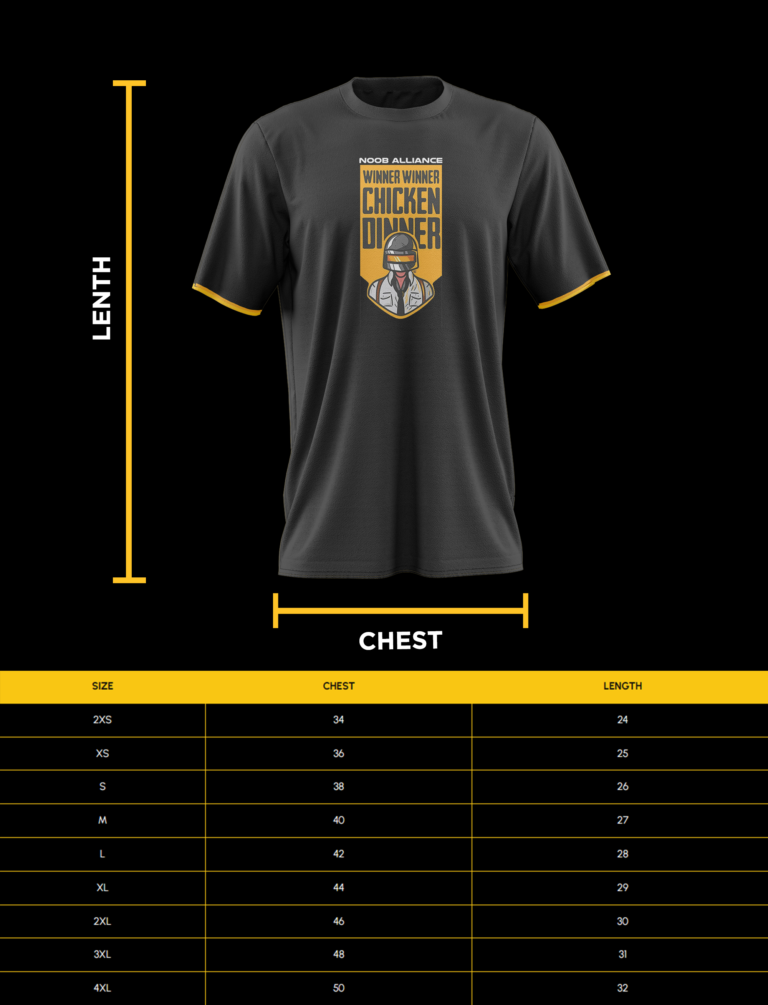 NOOB ALLIANCE
WINNER WINNER
CHICKEN
DINNER
LENTH
CHEST
SIZE CHEST LENGTH
2XS 34 24
XS 36 25
S 38 26
M 40 27
L 42 28
XL 44 29
2XL 46 30
3XL 48 31
4XL 50 32